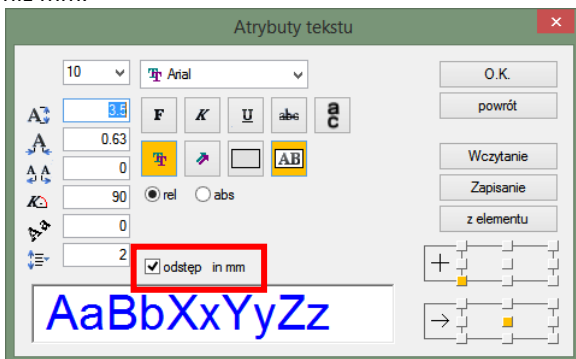 Atrybuty tekstu
10 Arial O.K.
3.5 F K U abc a c powrót
0.63
0 AB Wczytanie
90 rel abs Zapisanie
0 z elementu
2 odstęp in mm
AaBbXxYyZz